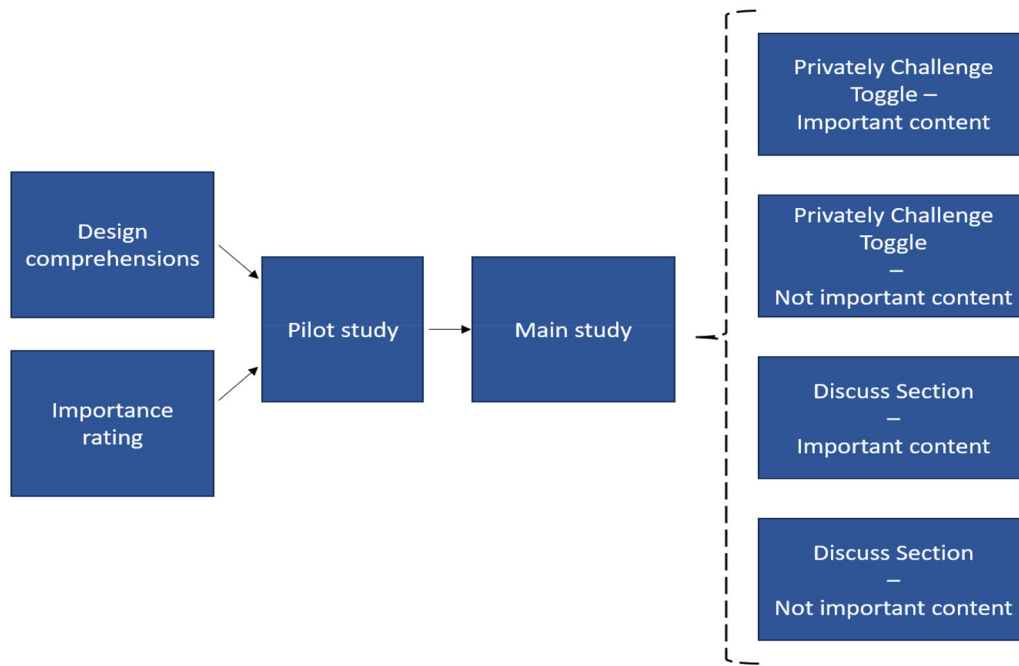 Design
comprehensions
Importance
rating
Pilot study
Main study
Privately Challenge
Toggle –
Important content
Privately Challenge
Toggle
–
Not important content
Discuss Section
–
Important content
Discuss Section
–
Not important content